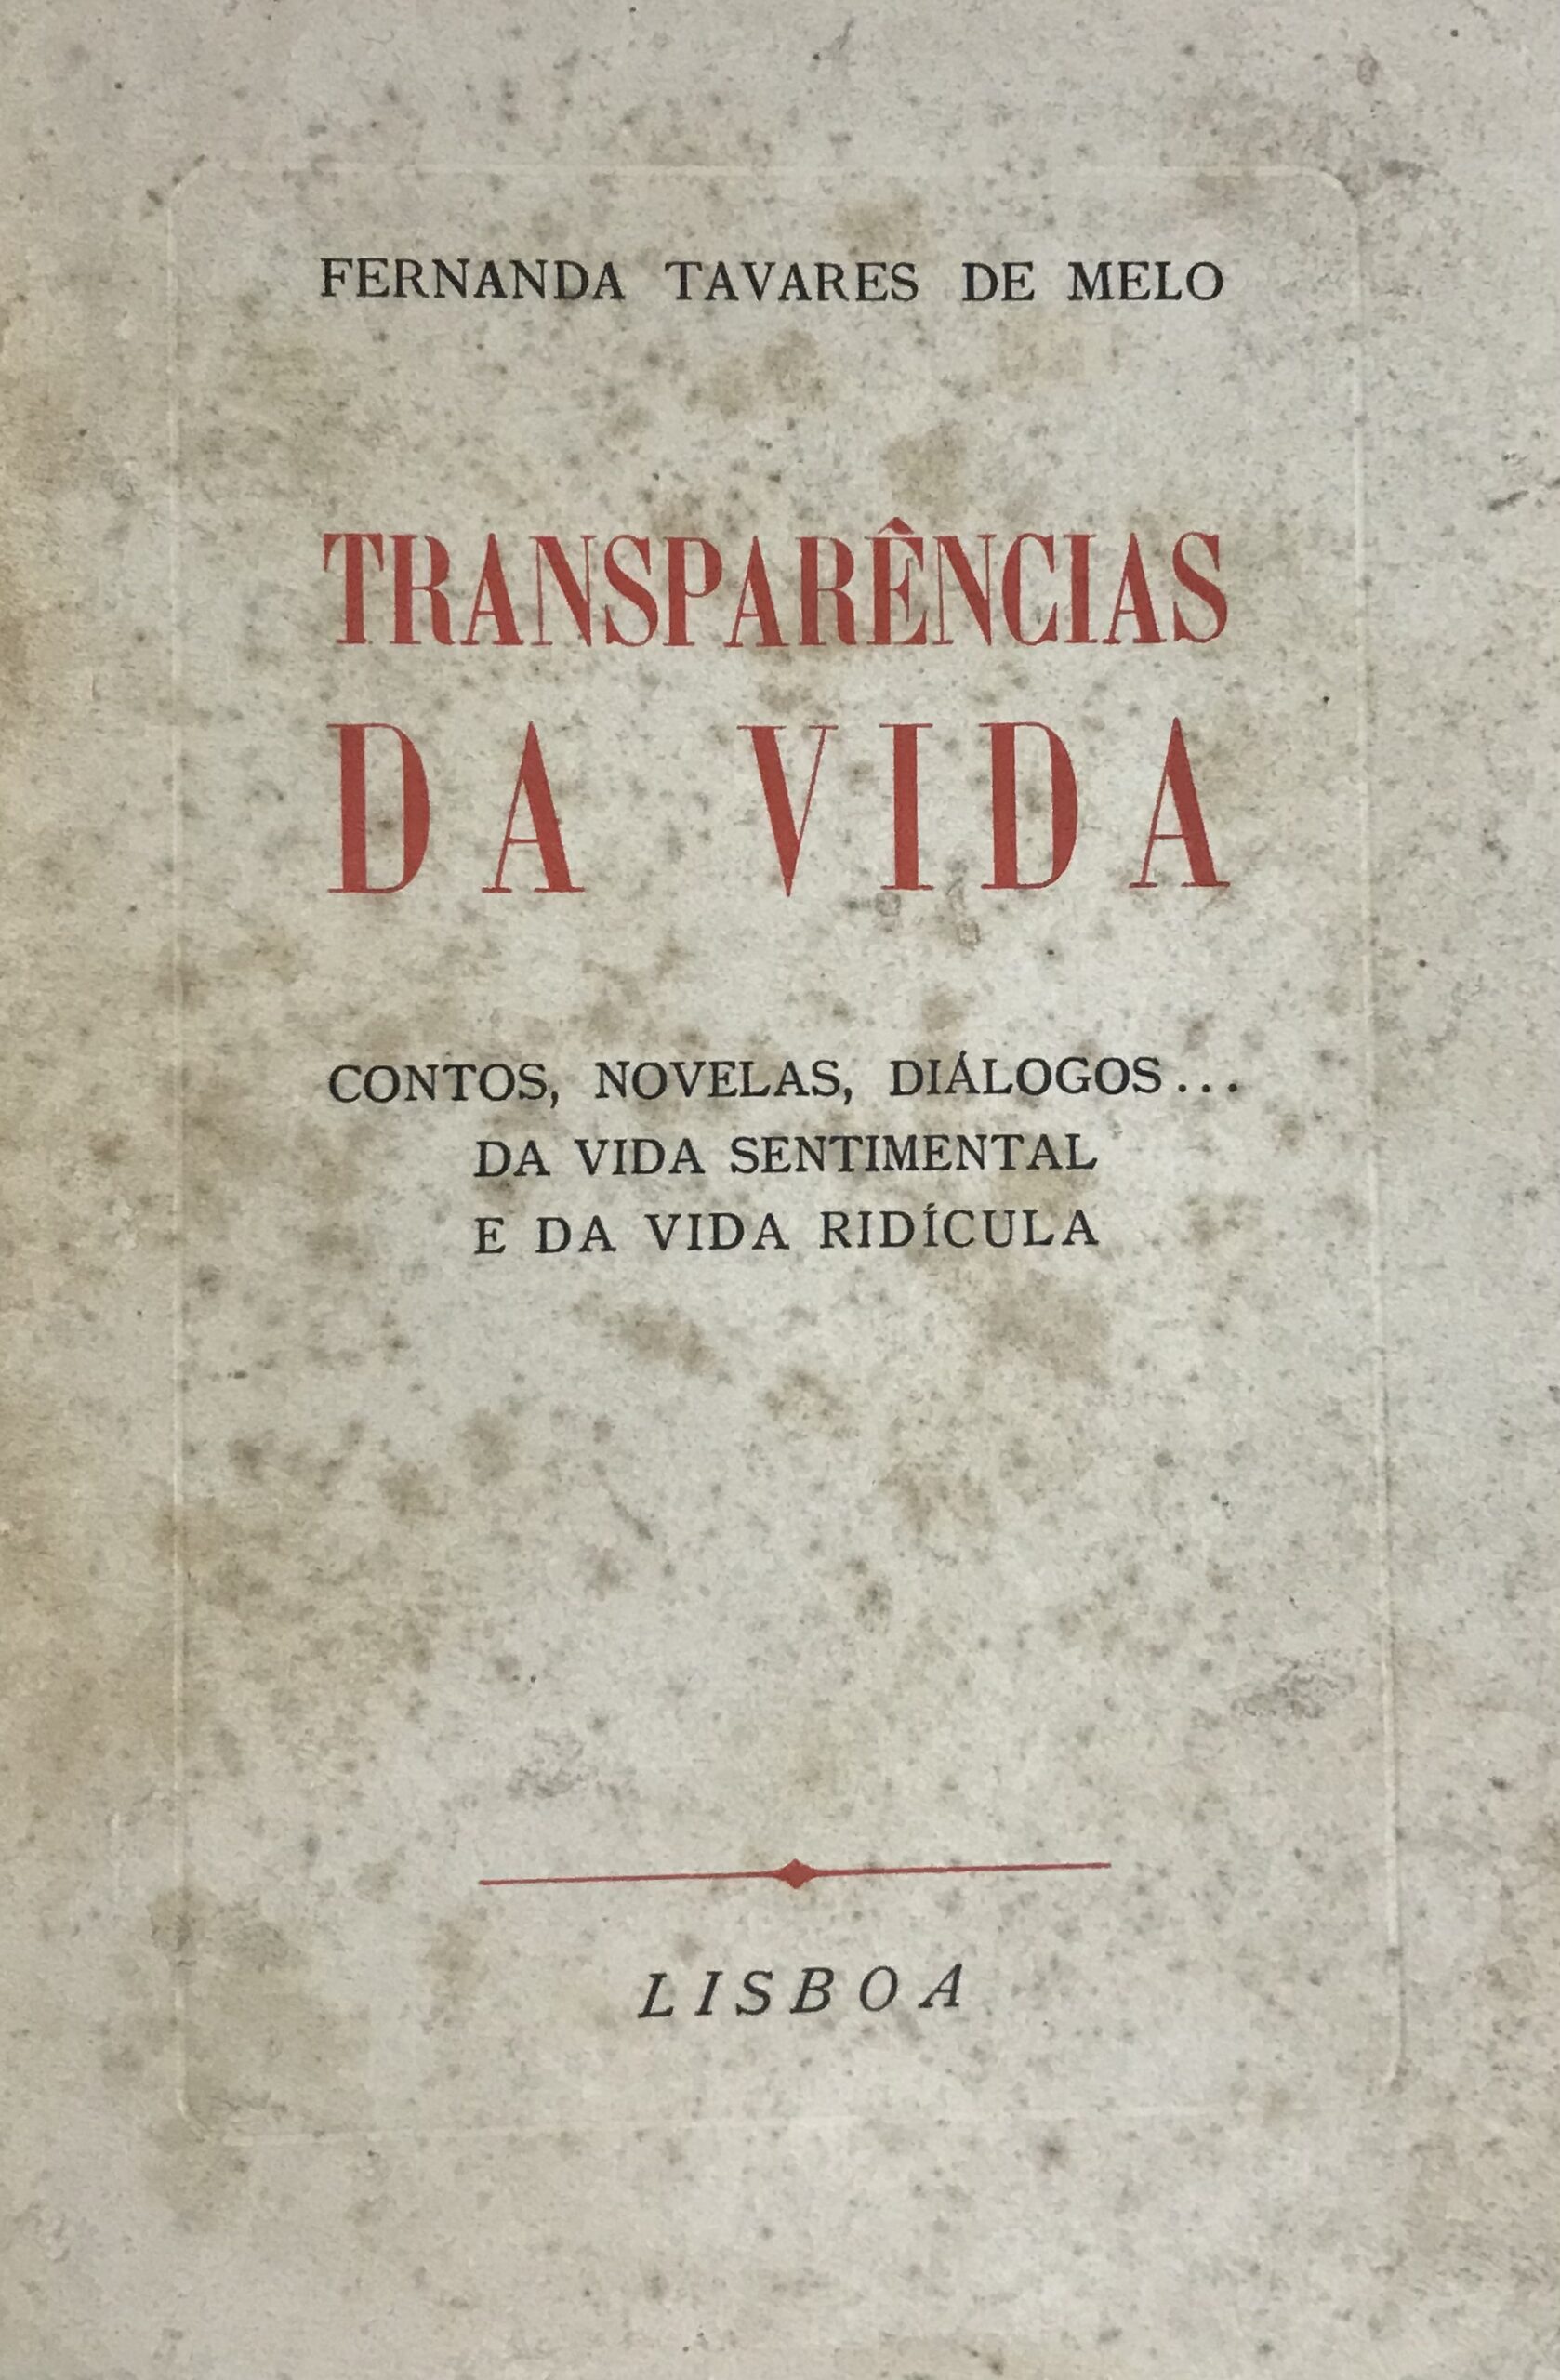 FERNANDA TAVARES DE MELO
TRANSPARÊNCIAS
DA VIDA
CONTOS, NOVELAS, DIÁLOGOS...
DA VIDA SENTIMENTAL
E DA VIDA RIDÍCULA
LISBOA